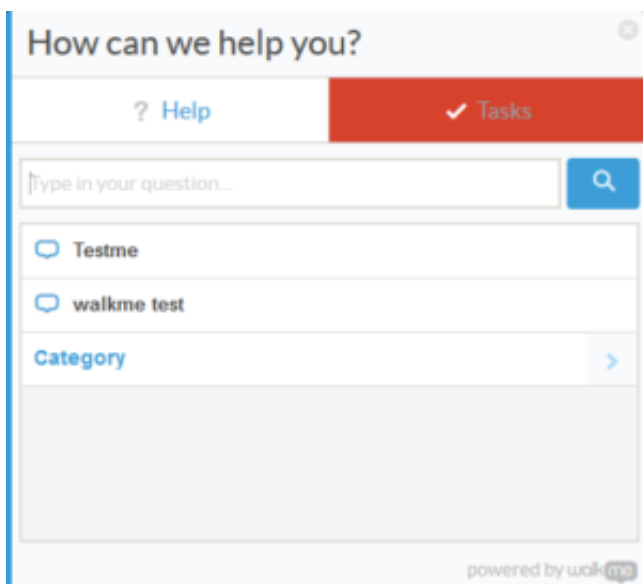 How can we help you?
? Help
Tasks
Type in your question...
Testme
walkme test
Category
powered by walkme